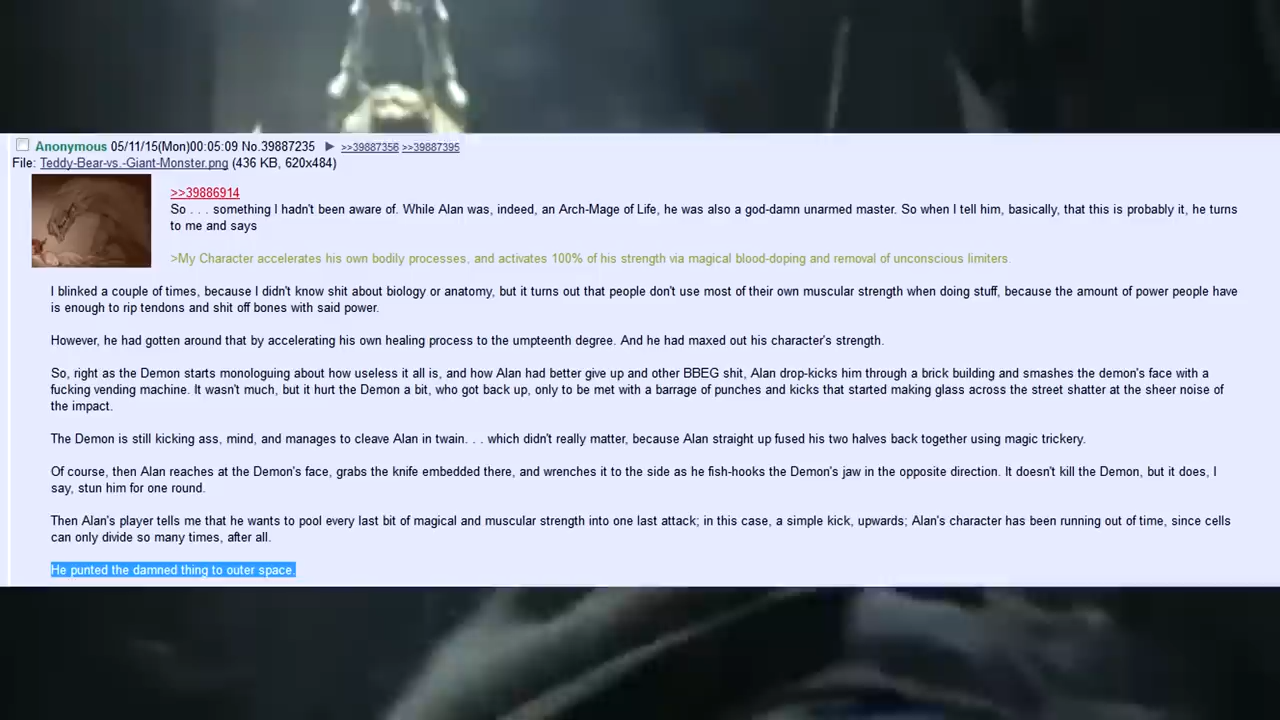 Anonymous 05/11/15(Mon)00:05:09 No.39887235 ▶ >>39887356 >>39887395
File: Teddy-Bear-vs.-Giant-Monster.png (436 KB, 620x484)
>>39886914
So . . . something I hadn't been aware of. While Alan was, indeed, an Arch-Mage of Life, he was also a god-damn unarmed master. So when I tell him, basically, that this is probably it, he turns
to me and says
>My Character accelerates his own bodily processes, and activates 100% of his strength via magical blood-doping and removal of unconscious limiters.
I blinked a couple of times, because I didn't know shit about biology or anatomy, but it turns out that people don't use most of their own muscular strength when doing stuff, because the amount of power people have
is enough to rip tendons and shit off bones with said power.
However, he had gotten around that by accelerating his own healing process to the umpteenth degree. And he had maxed out his character's strength.
So, right as the Demon starts monologuing about how useless it all is, and how Alan had better give up and other BBEG shit, Alan drop-kicks him through a brick building and smashes the demon's face with a
fucking vending machine. It wasn't much, but it hurt the Demon a bit, who got back up, only to be met with a barrage of punches and kicks that started making glass across the street shatter at the sheer noise of
the impact.
The Demon is still kicking ass, mind, and manages to cleave Alan in twain. . . which didn't really matter, because Alan straight up fused his two halves back together using magic trickery.
Of course, then Alan reaches at the Demon's face, grabs the knife embedded there, and wrenches it to the side as he fish-hooks the Demon's jaw in the opposite direction. It doesn't kill the Demon, but it does, I
say, stun him for one round.
Then Alan's player tells me that he wants to pool every last bit of magical and muscular strength into one last attack; in this case, a simple kick, upwards; Alan's character has been running out of time, since cells
can only divide so many times, after all.
He punted the damned thing to outer space.